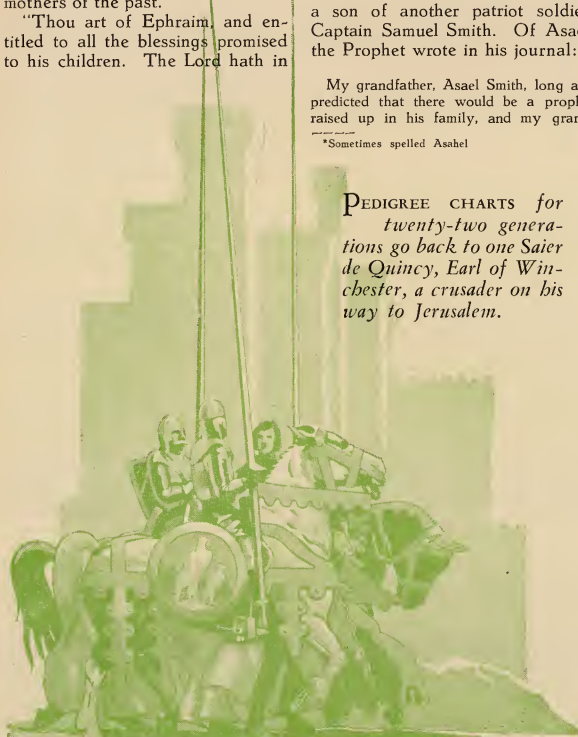 mothers of the past.
"Thou art of Ephraim, and en-
titled to all the blessings promised
to his children. The Lord hath in
a son of another patriot soldie
Captain Samuel Smith. Of Asae
the Prophet wrote in his journal:
My grandfather, Asael Smith, long a
predicted that there would be a proph
raised up in his family, and my gran
*Sometimes spelled Asahel
PEDIGREE CHARTS for
twenty-two genera-
tions go back to one Saier
de Quincy, Earl of Win-
chester, a crusader on his
way to Jerusalem.